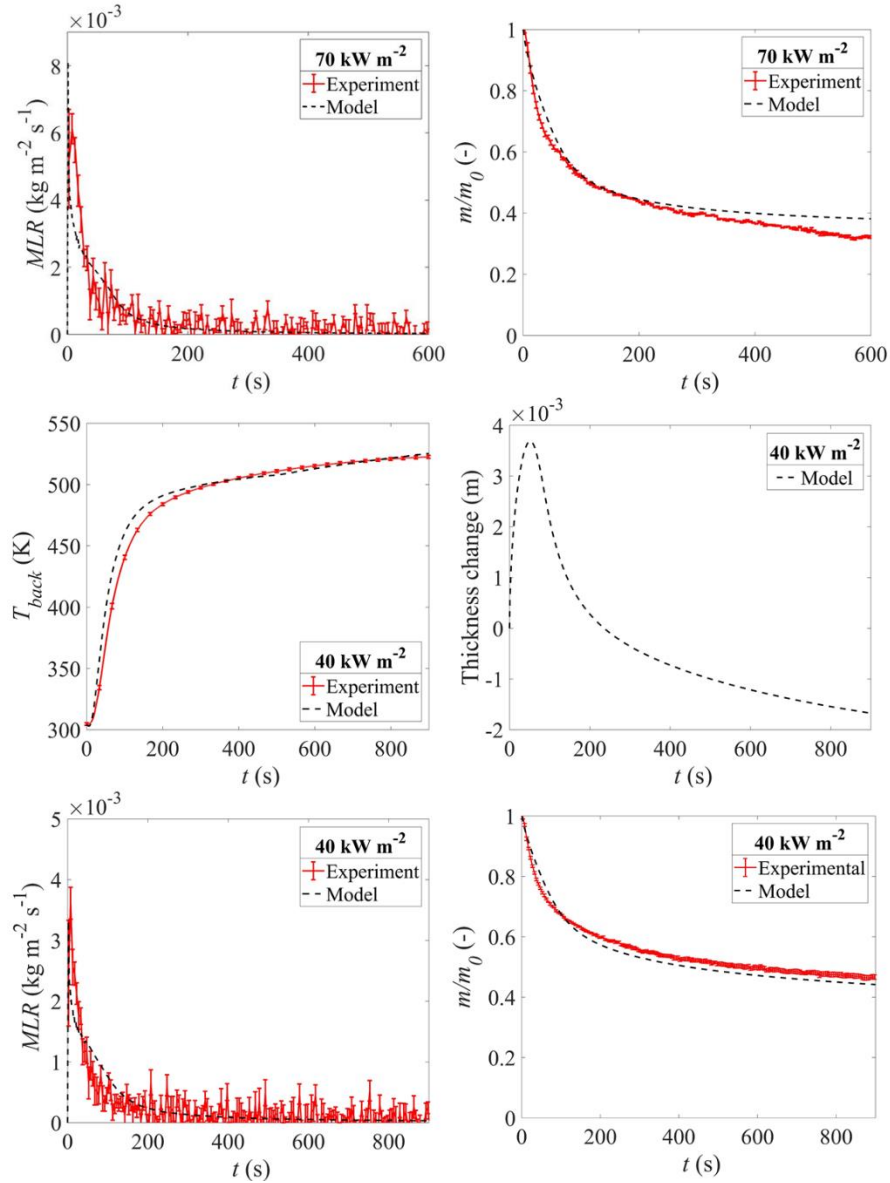 ×10⁻³
8
6
4
2
0
MLR (kg m⁻² s⁻¹)
70 kW m⁻²
Experiment
Model
0 200 400 600
t (s)
1
0.8
0.6
0.4
0.2
0
m/m₀ (-)
70 kW m⁻²
Experiment
Model
0 200 400 600
t (s)
550
500
450
400
350
300
T_back (K)
40 kW m⁻²
Experiment
Model
0 200 400 600 800
t (s)
×10⁻³
4
3
2
1
0
-1
-2
Thickness change (m)
40 kW m⁻²
Model
0 200 400 600 800
t (s)
×10⁻³
5
4
3
2
1
0
MLR (kg m⁻² s⁻¹)
40 kW m⁻²
Experiment
Model
0 200 400 600 800
t (s)
1
0.8
0.6
0.4
0.2
0
m/m₀ (-)
40 kW m⁻²
Experimental
Model
0 200 400 600 800
t (s)